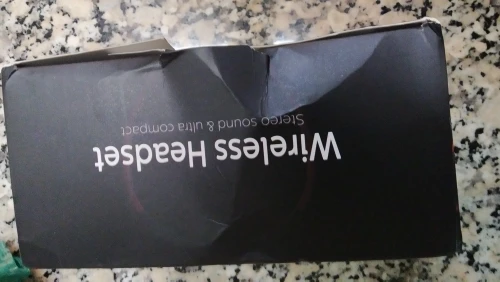 Wireless Headset
Stereo sound & ultra compact